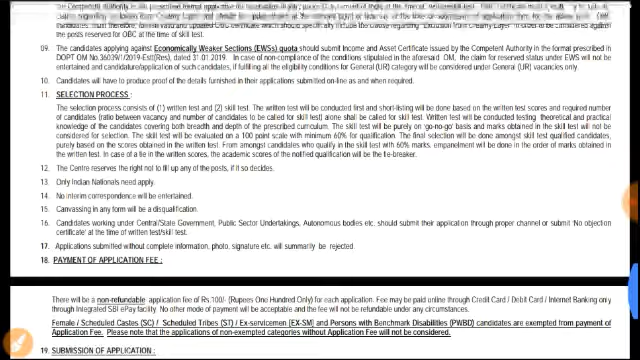 the posts reserved for OBC at the time of skill test.
09. The candidates applying against Economically Weaker Sections (EWSs) quota should submit Income and Asset Certificate issued by the Competent Authority in the format prescribed in
DOPT OM No.36039/1/2019-Estt(Res), dated 31.01.2019. In case of non-compliance of the conditions stipulated in the aforesaid OM, the claim for reserved status under EWS will not be
entertained and the candidature/application of such candidates, if fulfilling all the eligibility conditions for General (UR) category will be considered under General (UR) vacancies only.
10. Candidates will have to produce proof of the details furnished in their applications submitted on-line as and when required.
11. SELECTION PROCESS :
The selection process consists of (1) written test and (2) skill test. The written test will be conducted first and short-listing will be done based on the written test scores and required number
of candidates (ratio between vacancy and number of candidates to be called for skill test) alone shall be called for skill test. Written test will be conducted testing theoretical and practical
knowledge of the candidates covering both breadth and depth of the prescribed curriculum. The skill test will be purely on 'go-no-go' basis and marks obtained in the skill test will not be
considered for selection. The skill test will be evaluated on a 100 point scale with minimum 60% for qualification. The final selection will be done amongst skill test qualified candidates,
purely based on the scores obtained in the written test. From amongst candidates who qualify in the skill test with 60% marks, empanelment will be done in the order of marks obtained in
the written test. In case of a tie in the written scores, the academic scores of the notified qualification will be the tie-breaker.
12. The Centre reserves the right not to fill up any of the posts, if it so decides.
13. Only Indian Nationals need apply.
14. No interim correspondence will be entertained.
15. Canvassing in any form will be a disqualification.
16. Candidates working under Central/State Government, Public Sector Undertakings, Autonomous bodies etc. should submit their application through proper channel or submit 'No objection
certificate' at the time of written test/skill test.
17. Applications submitted without complete information, photo, signature etc. will summarily be rejected.
18. PAYMENT OF APPLICATION FEE :
There will be a non-refundable application fee of Rs.100/- (Rupees One Hundred Only) for each application. Fee may be paid online through Credit Card / Debit Card / Internet Banking only
through Integrated SBI ePay facility. No other mode of payment will be acceptable and the fee will not be refunded under any circumstances.
Female / Scheduled Castes (SC) / Scheduled Tribes (ST) / Ex-servicemen [EX-SM] and Persons with Benchmark Disabilities (PWBD) candidates are exempted from payment of
Application Fee. Please note that the applications of non-exempted categories without Application Fee will not be considered.
19. SUBMISSION OF APPLICATION :